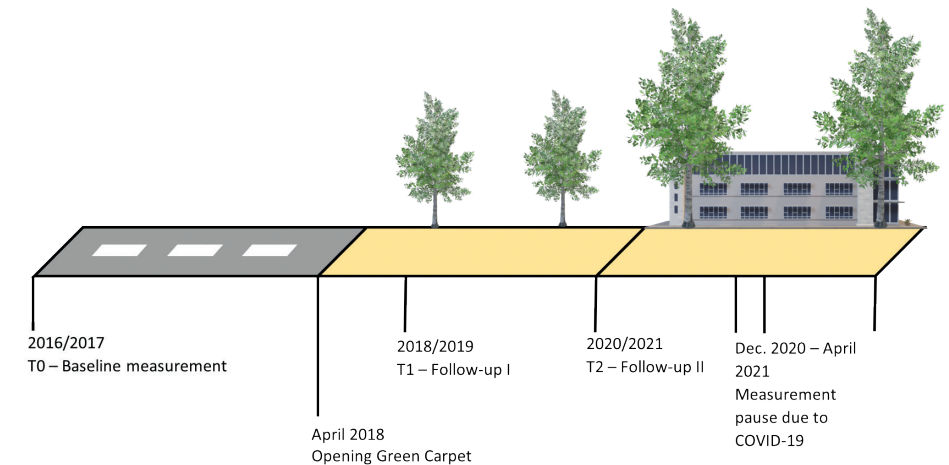 2016/2017
T0 – Baseline measurement
April 2018
Opening Green Carpet
2018/2019
T1 – Follow-up I
2020/2021
T2 – Follow-up II
Dec. 2020 – April
2021
Measurement
pause due to
COVID-19